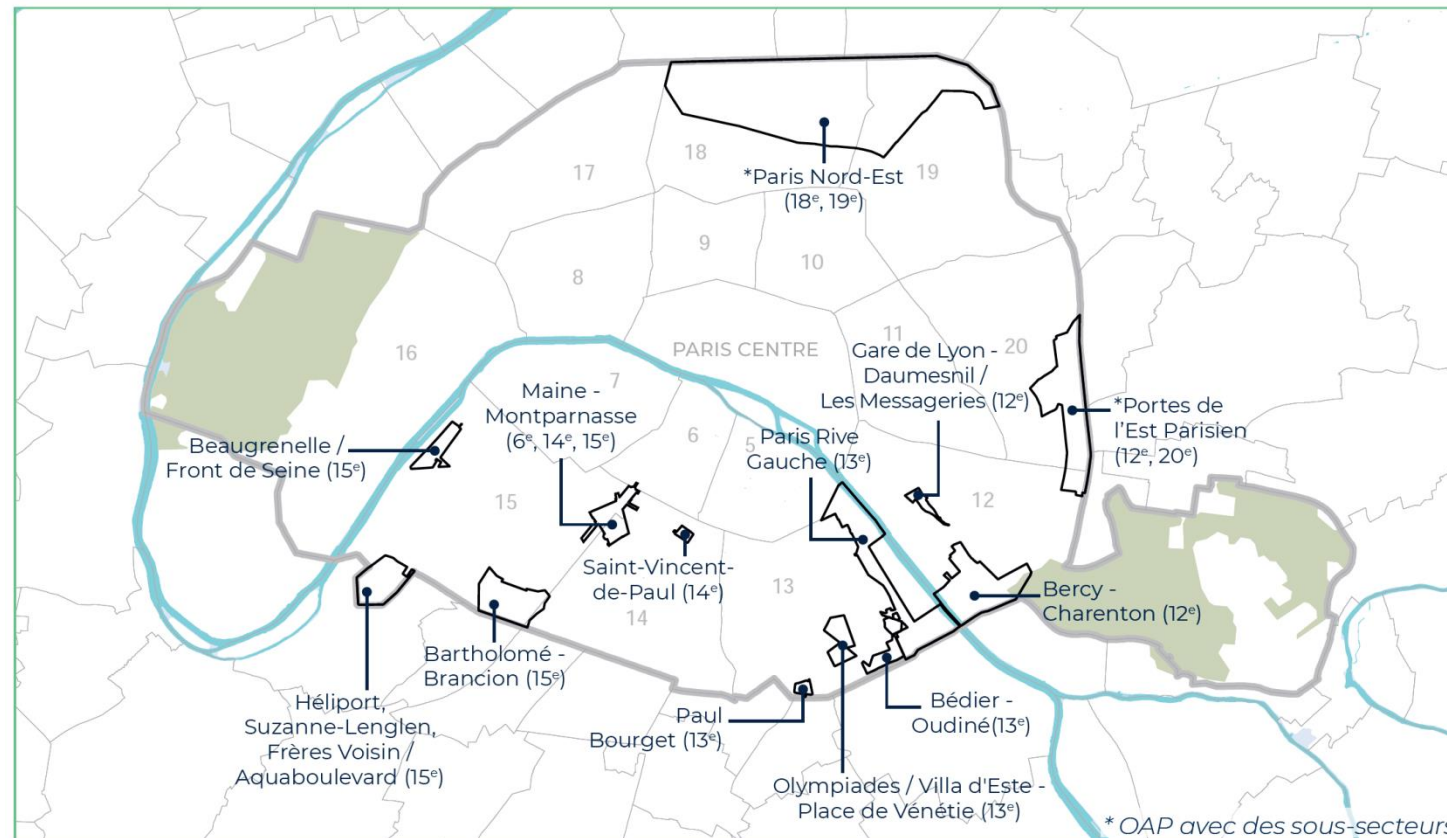 18
17
*Paris Nord-Est
(18ᵉ, 19ᵉ)
19
9
8
10
16
PARIS CENTRE
11
20
7
6
5
Gare de Lyon -
Daumesnil /
Les Messageries (12ᵉ)
Maine -
Montparnasse
(6ᵉ, 14ᵉ, 15ᵉ)
*Portes de
l'Est Parisien
(12ᵉ, 20ᵉ)
Beaugrenelle /
Front de Seine (15ᵉ)
Paris Rive
Gauche (13ᵉ)
15
12
Saint-Vincent-
de-Paul (14ᵉ)
13
14
Bercy -
Charenton (12ᵉ)
Bartholomé -
Brancion (15ᵉ)
Héliport,
Suzanne-Lenglen,
Frères Voisin /
Aquaboulevard (15ᵉ)
Paul
Bourget (13ᵉ)
Bédier -
Oudiné(13ᵉ)
Olympiades / Villa d'Este -
Place de Vénétie (13ᵉ)
* OAP avec des sous-secteurs